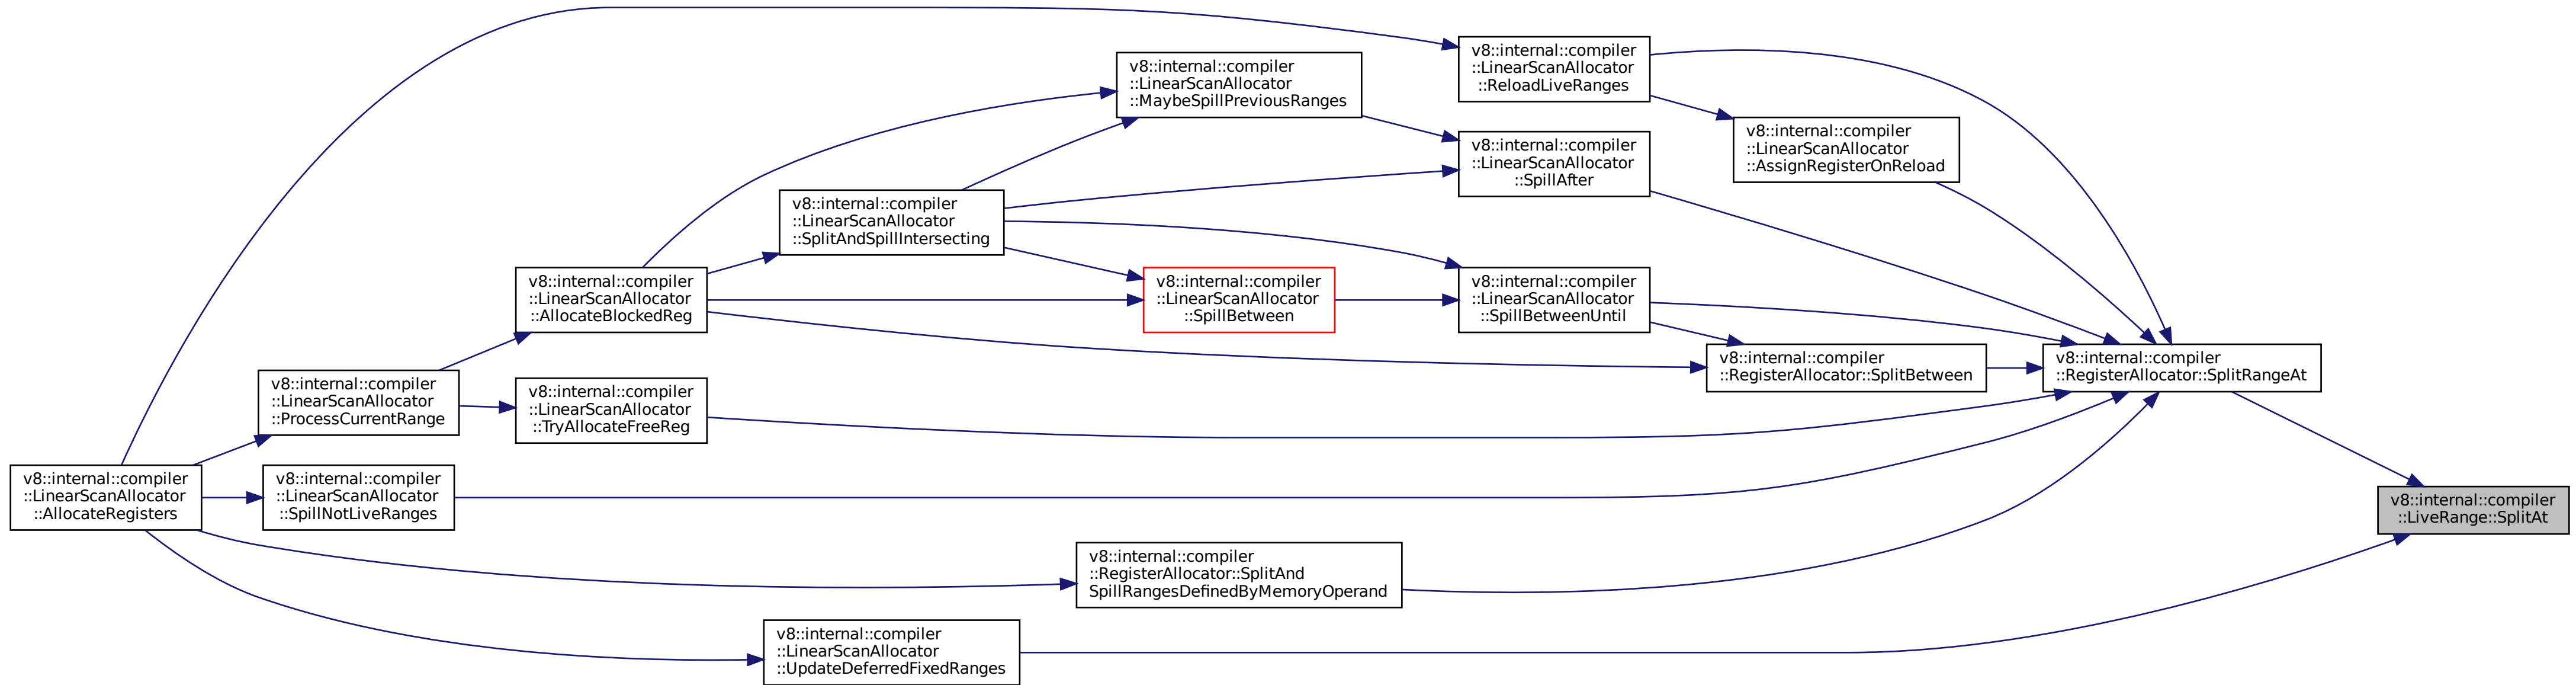 v8::internal::compiler
::LinearScanAllocator
::AllocateRegisters
v8::internal::compiler
::LinearScanAllocator
::ProcessCurrentRange
v8::internal::compiler
::LinearScanAllocator
::SpillNotLiveRanges
v8::internal::compiler
::LinearScanAllocator
::AllocateBlockedReg
v8::internal::compiler
::LinearScanAllocator
::TryAllocateFreeReg
v8::internal::compiler
::LinearScanAllocator
::SplitAndSpillIntersecting
v8::internal::compiler
::LinearScanAllocator
::UpdateDeferredFixedRanges
v8::internal::compiler
::LinearScanAllocator
::MaybeSpillPreviousRanges
v8::internal::compiler
::LinearScanAllocator
::SpillBetween
v8::internal::compiler
::RegisterAllocator::SplitAnd
SpillRangesDefinedByMemoryOperand
v8::internal::compiler
::LinearScanAllocator
::ReloadLiveRanges
v8::internal::compiler
::LinearScanAllocator
::SpillAfter
v8::internal::compiler
::LinearScanAllocator
::SpillBetweenUntil
v8::internal::compiler
::LinearScanAllocator
::AssignRegisterOnReload
v8::internal::compiler
::RegisterAllocator::SplitBetween
v8::internal::compiler
::RegisterAllocator::SplitRangeAt
v8::internal::compiler
::LiveRange::SplitAt